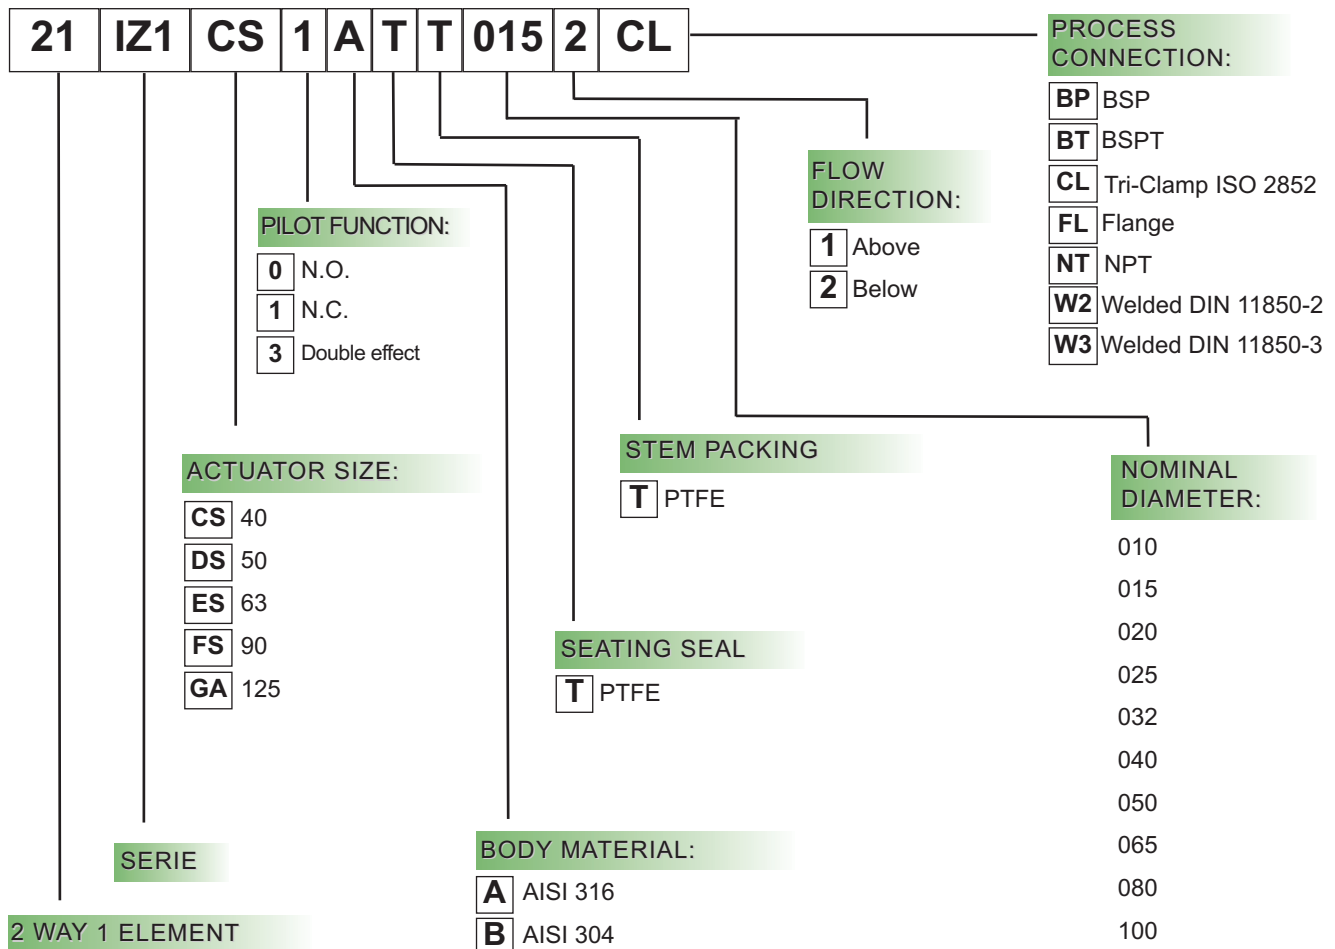 21 IZ1 CS 1 A T T 015 2 CL
PROCESS
CONNECTION:
BP BSP
BT BSPT
CL Tri-Clamp ISO 2852
FL Flange
NT NPT
W2 Welded DIN 11850-2
W3 Welded DIN 11850-3
FLOW
DIRECTION:
1 Above
2 Below
PILOT FUNCTION:
0 N.O.
1 N.C.
3 Double effect
ACTUATOR SIZE:
CS 40
DS 50
ES 63
FS 90
GA 125
STEM PACKING
T PTFE
NOMINAL
DIAMETER:
010
015
020
025
032
040
050
065
080
100
SEATING SEAL
T PTFE
SERIE
BODY MATERIAL:
A AISI 316
B AISI 304
2 WAY 1 ELEMENT